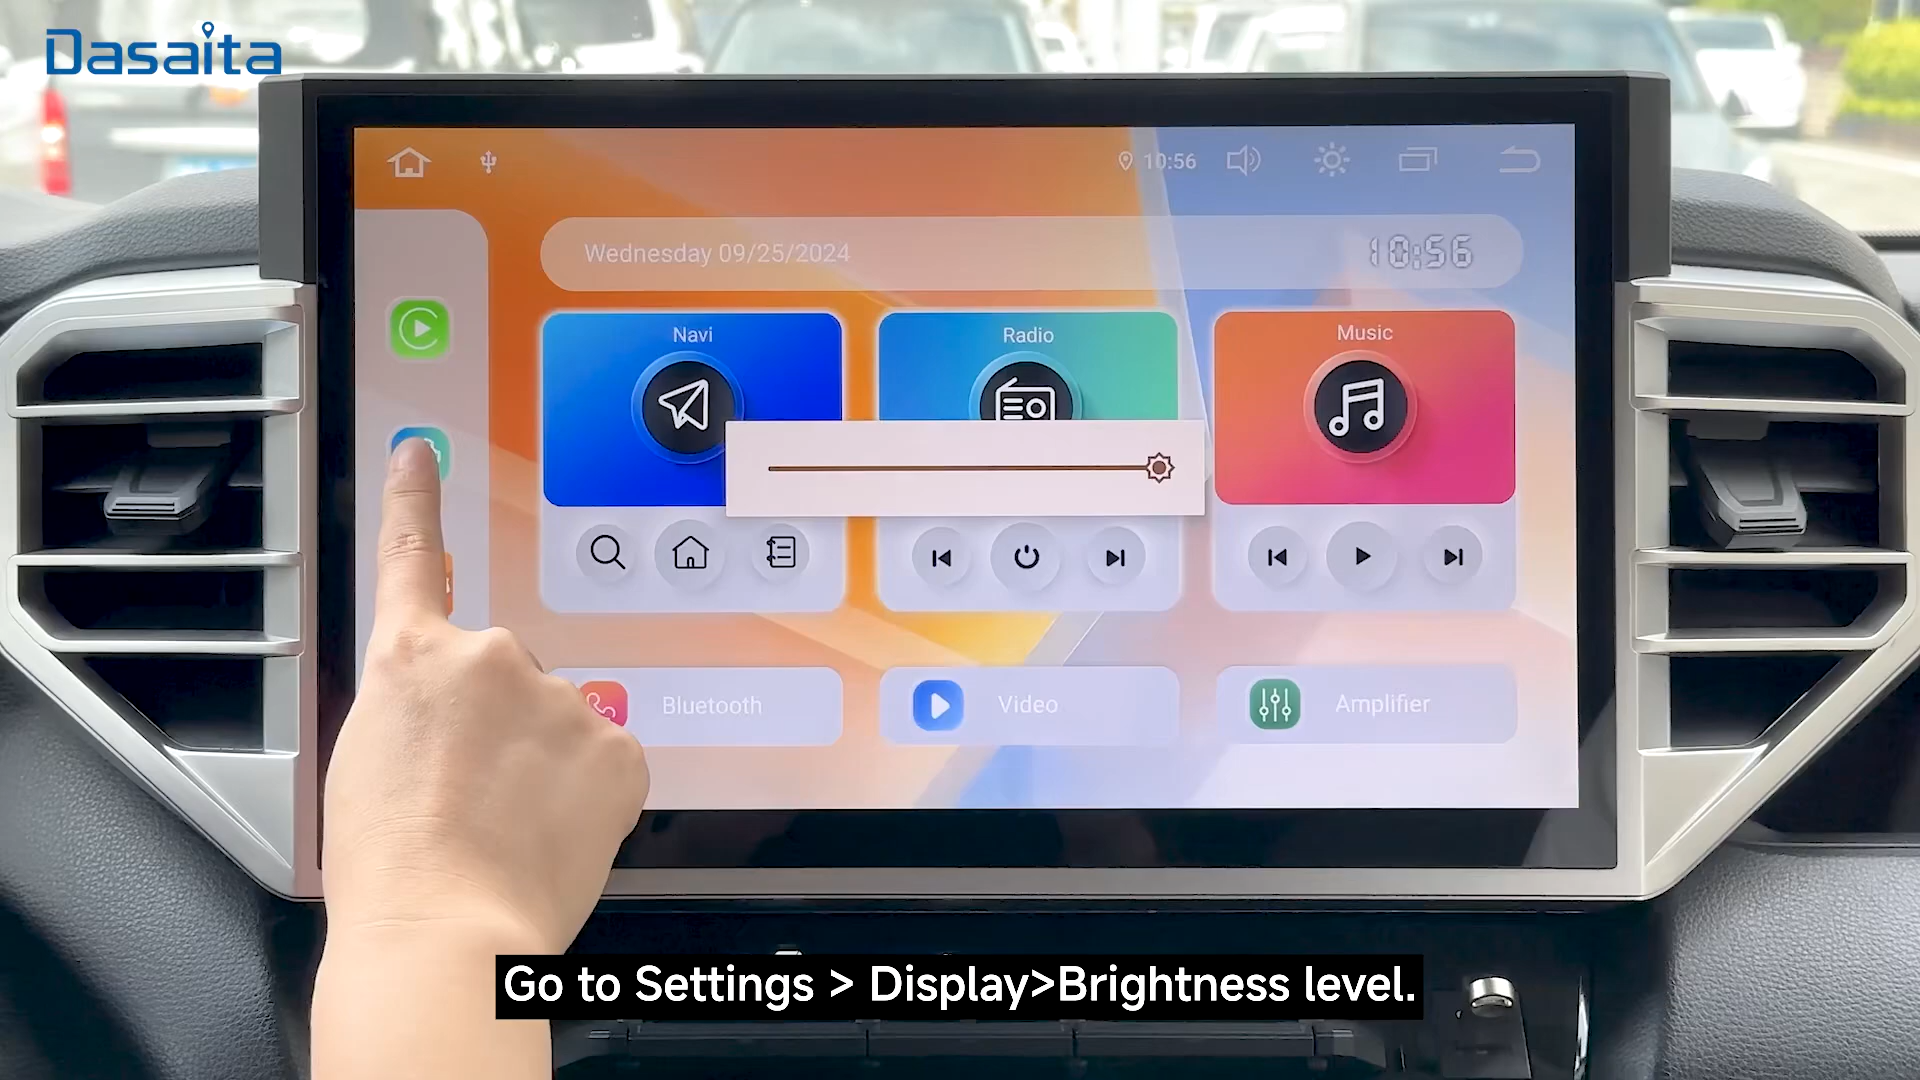 Dasaita
10:56
Wednesday 09/25/2024
10:56
Navi
Radio
Music
Bluetooth
Video
Amplifier
Go to Settings > Display>Brightness level.